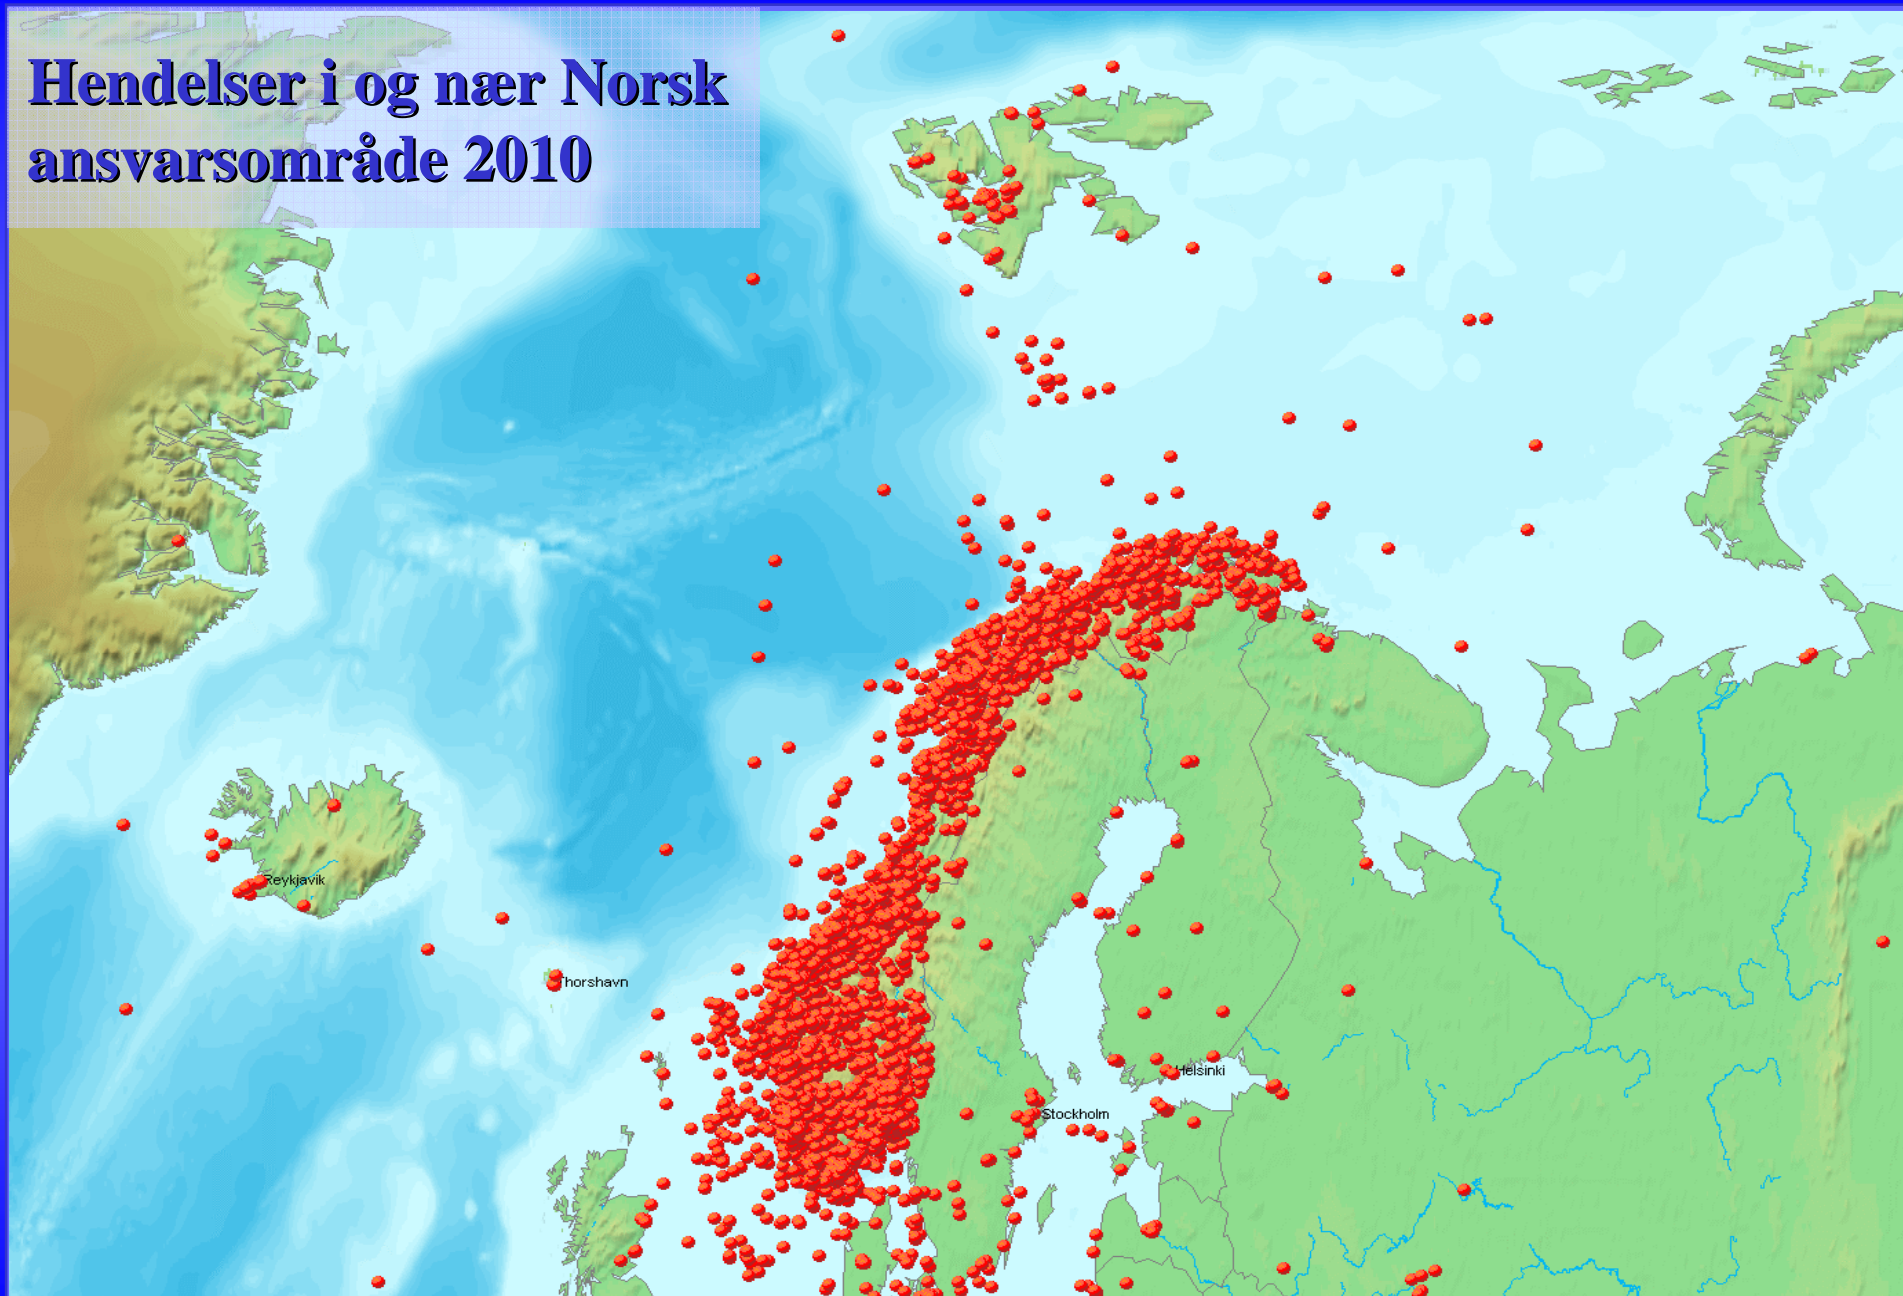 Hendelser i og nær Norsk
ansvarsområde 2010
Reykjavik
Thorshavn
Helsinki
Stockholm